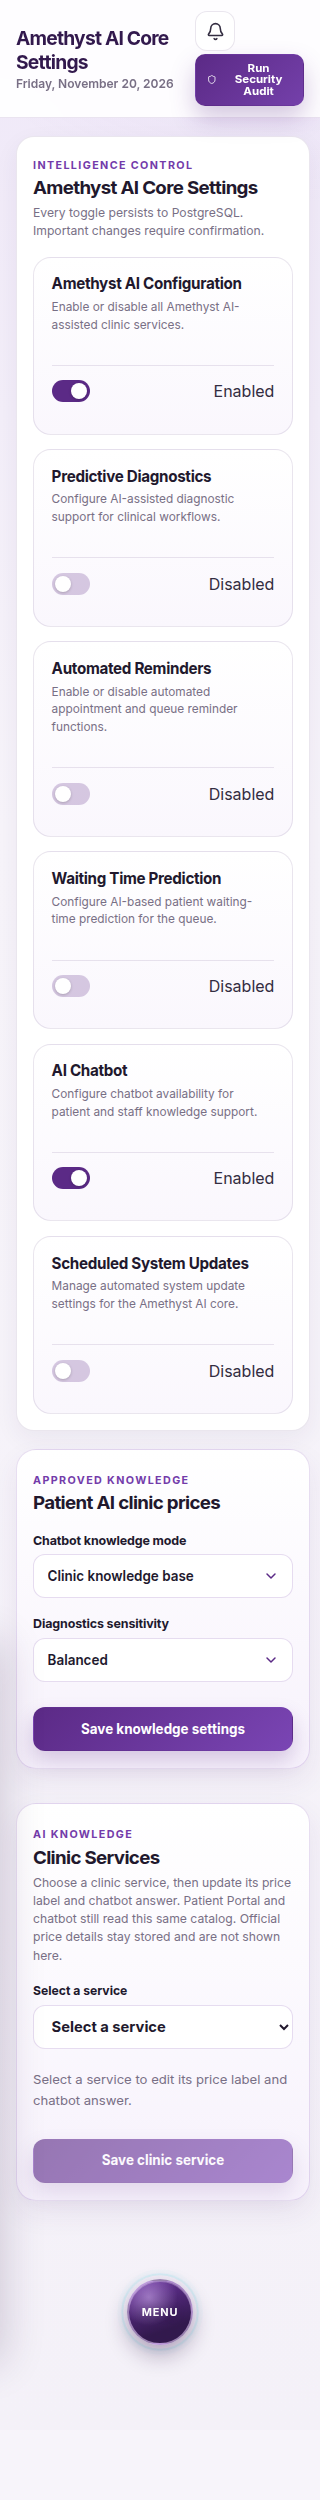 Amethyst AI Core
Settings
Friday, November 20, 2026
Run
Security
Audit
INTELLIGENCE CONTROL
Amethyst AI Core Settings
Every toggle persists to PostgreSQL.
Important changes require confirmation.
Amethyst AI Configuration
Enable or disable all Amethyst AI-
assisted clinic services.
Enabled
Predictive Diagnostics
Configure AI-assisted diagnostic
support for clinical workflows.
Disabled
Automated Reminders
Enable or disable automated
appointment and queue reminder
functions.
Disabled
Waiting Time Prediction
Configure AI-based patient waiting-
time prediction for the queue.
Disabled
AI Chatbot
Configure chatbot availability for
patient and staff knowledge support.
Enabled
Scheduled System Updates
Manage automated system update
settings for the Amethyst AI core.
Disabled
APPROVED KNOWLEDGE
Patient AI clinic prices
Chatbot knowledge mode
Clinic knowledge base
Diagnostics sensitivity
Balanced
Save knowledge settings
AI KNOWLEDGE
Clinic Services
Choose a clinic service, then update its price
label and chatbot answer. Patient Portal and
chatbot still read this same catalog. Official
price details stay stored and are not shown
here.
Select a service
Select a service
Select a service to edit its price label and
chatbot answer.
Save clinic service
MENU